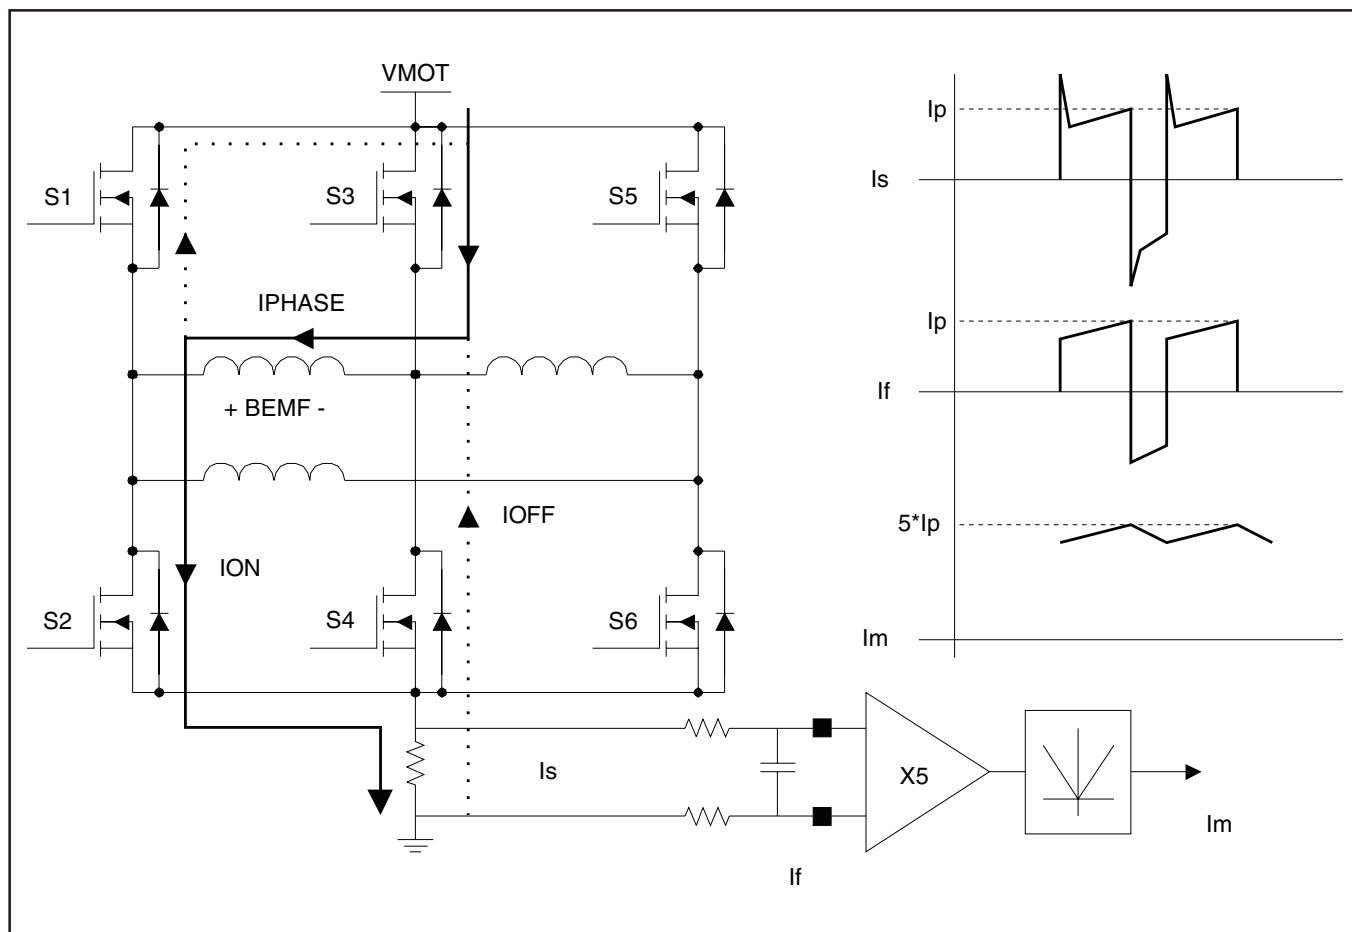 VMOT
S1
S3
S5
IPHASE
+ BEMF -
IOFF
ION
S2
S4
S6
Is
If
X5
Im
Ip
Is
Ip
If
5*Ip
Im